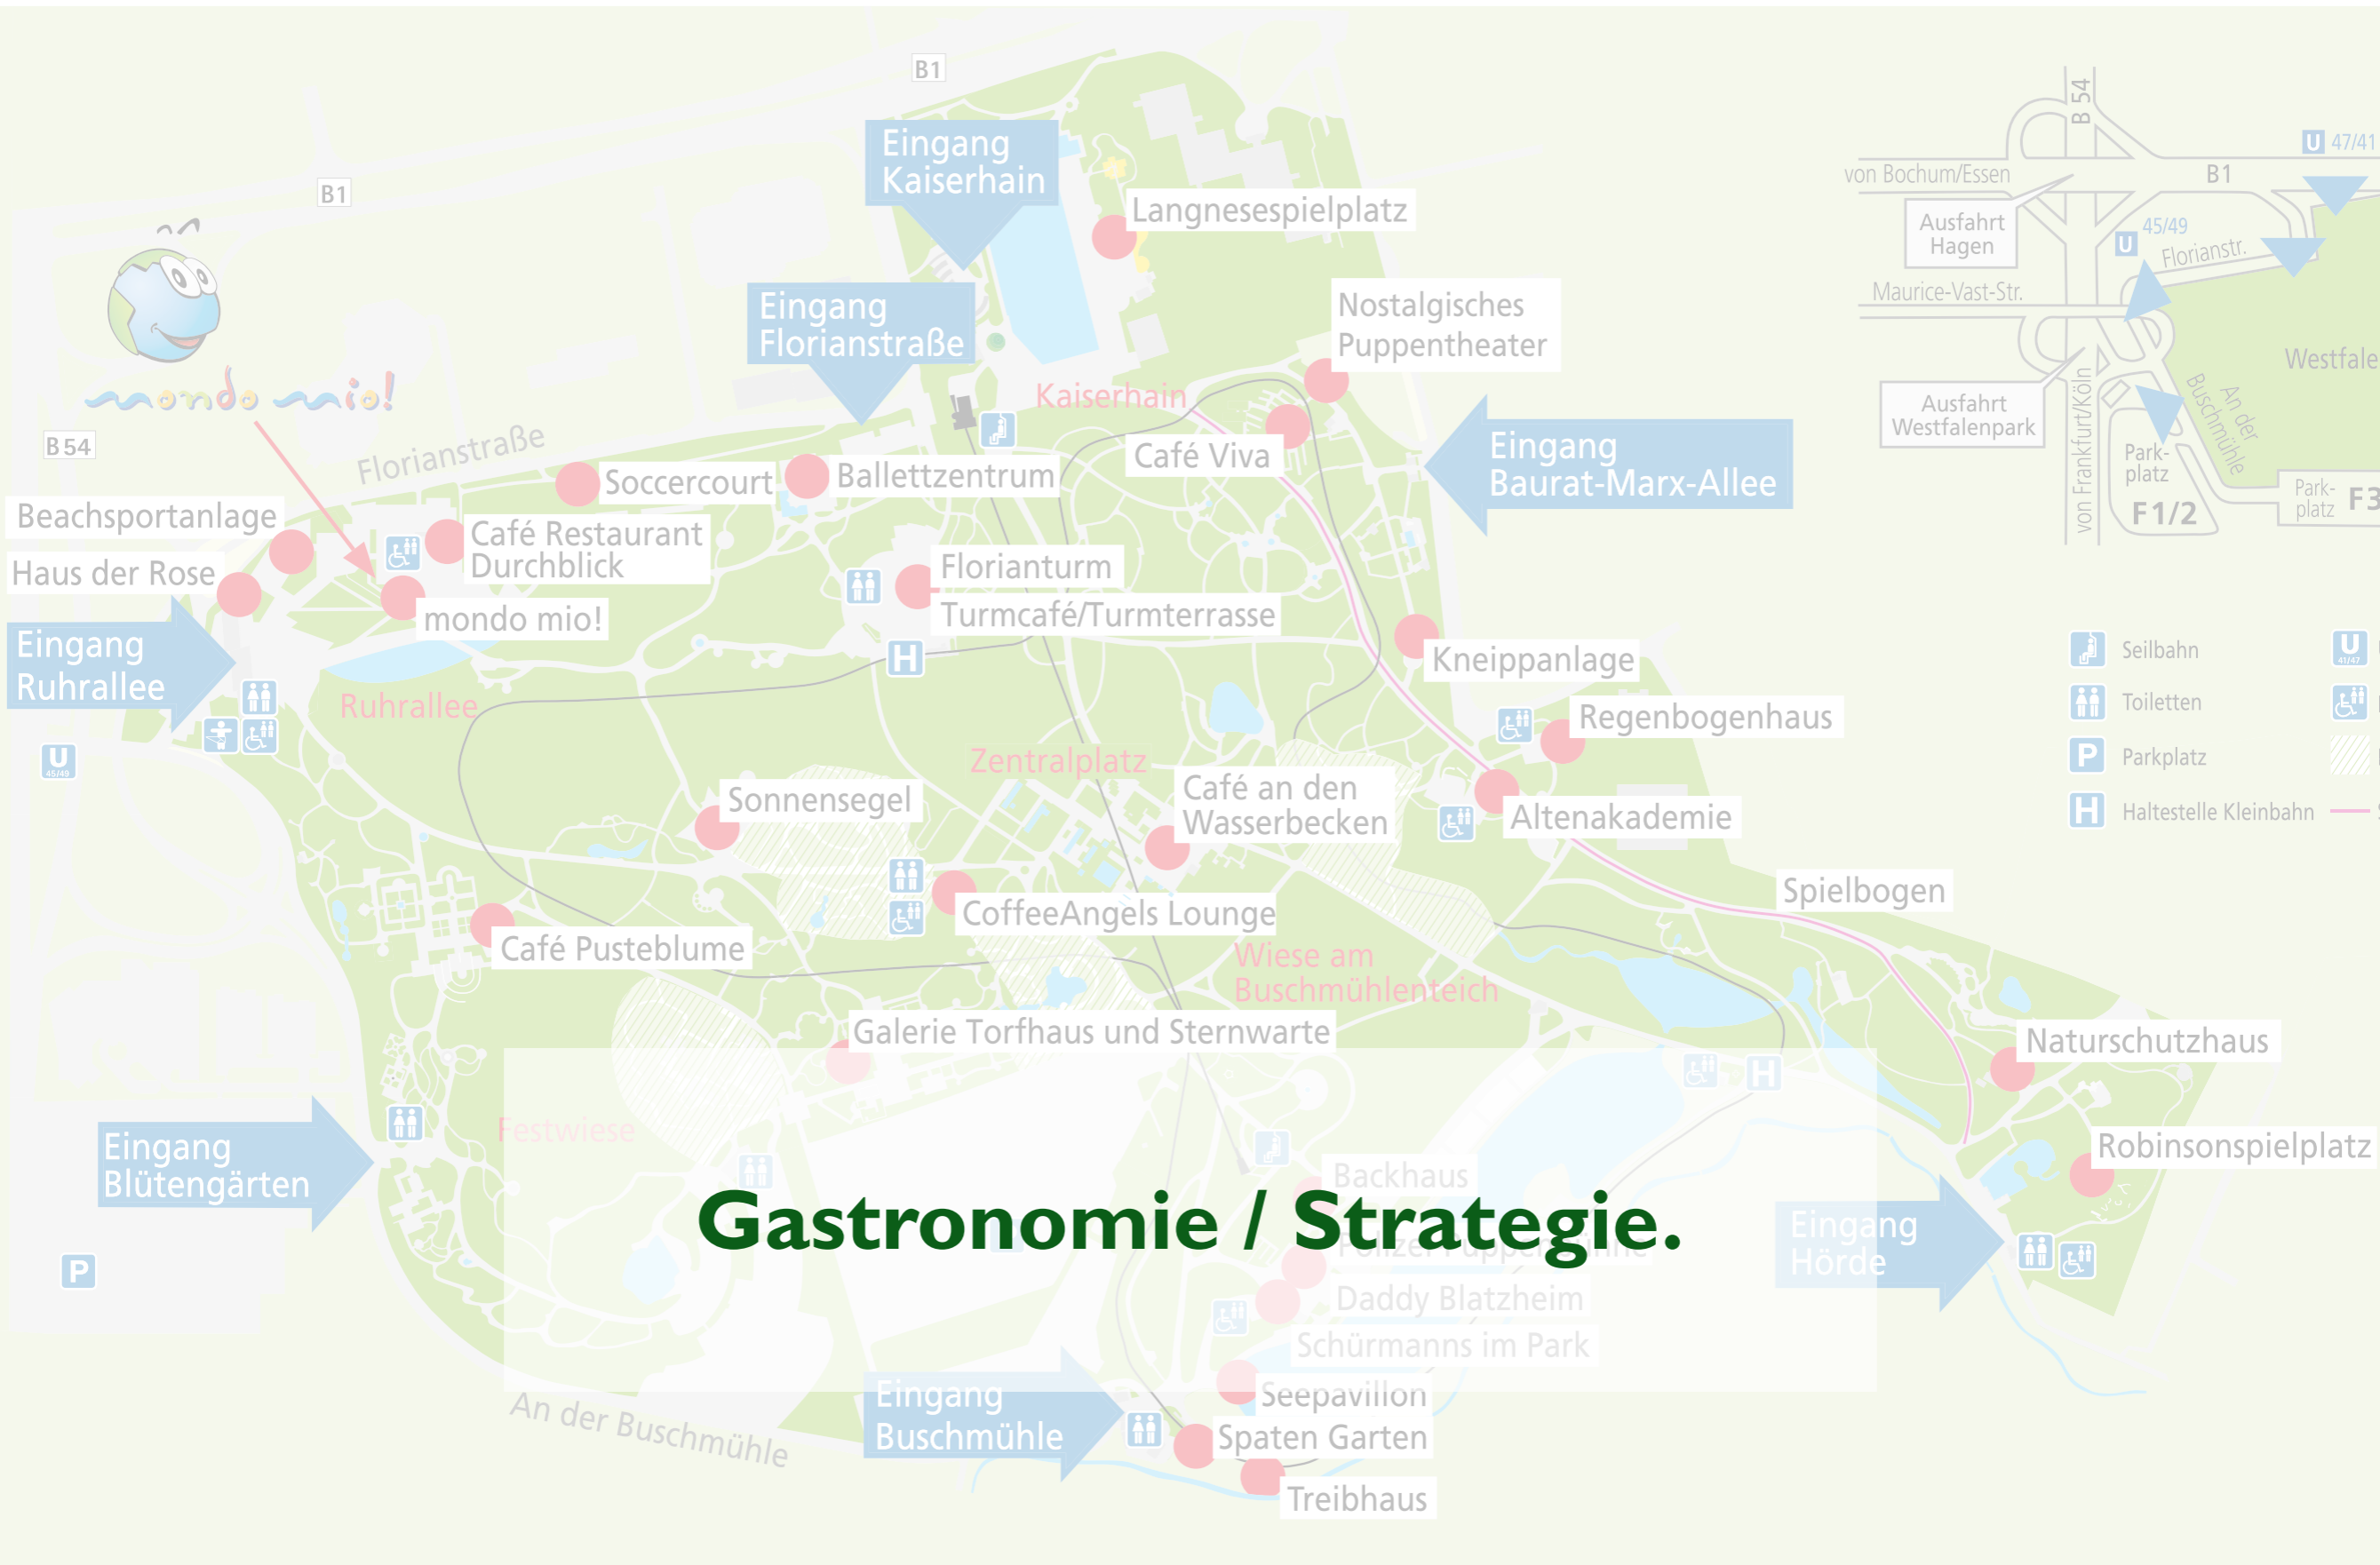 B1
B1
B 54
mondo mio!
Florianstraße
Eingang
Kaiserhain
Eingang
Florianstraße
Langnesespielplatz
Nostalgisches
Puppentheater
Kaiserhain
Café Viva
Eingang
Baurat-Marx-Allee
Soccercourt
Ballettzentrum
Beachsportanlage
Café Restaurant
Durchblick
Haus der Rose
mondo mio!
Florianturm
Turmcafé/Turmterrasse
Eingang
Ruhrallee
Ruhrallee
H
Kneippanlage
Regenbogenhaus
U
45/49
Zentralplatz
Sonnensegel
Café an den
Wasserbecken
Altenakademie
Spielbogen
CoffeeAngels Lounge
Café Pusteblume
Wiese am
Buschmühlenteich
Galerie Torfhaus und Sternwarte
Naturschutzhaus
H
Festwiese
Eingang
Blütengärten
Robinsonspielplatz
Backhaus
Gastronomie / Strategie.
Eingang
Hörde
P
Daddy Blatzheim
Schürmanns im Park
Eingang
Buschmühle
Seepavillon
Spaten Garten
Treibhaus
An der Buschmühle
B 54
U 47/41
von Bochum/Essen
B1
Ausfahrt
Hagen
45/49
U
Florianstr.
Maurice-Vast-Str.
Ausfahrt
Westfalenpark
von Frankfurt/Köln
An der
Buschmühle
Westfale
Park-
platz
F 1/2
Park-
platz F3
Seilbahn
U
41/47
Toiletten
P Parkplatz
H Haltestelle Kleinbahn